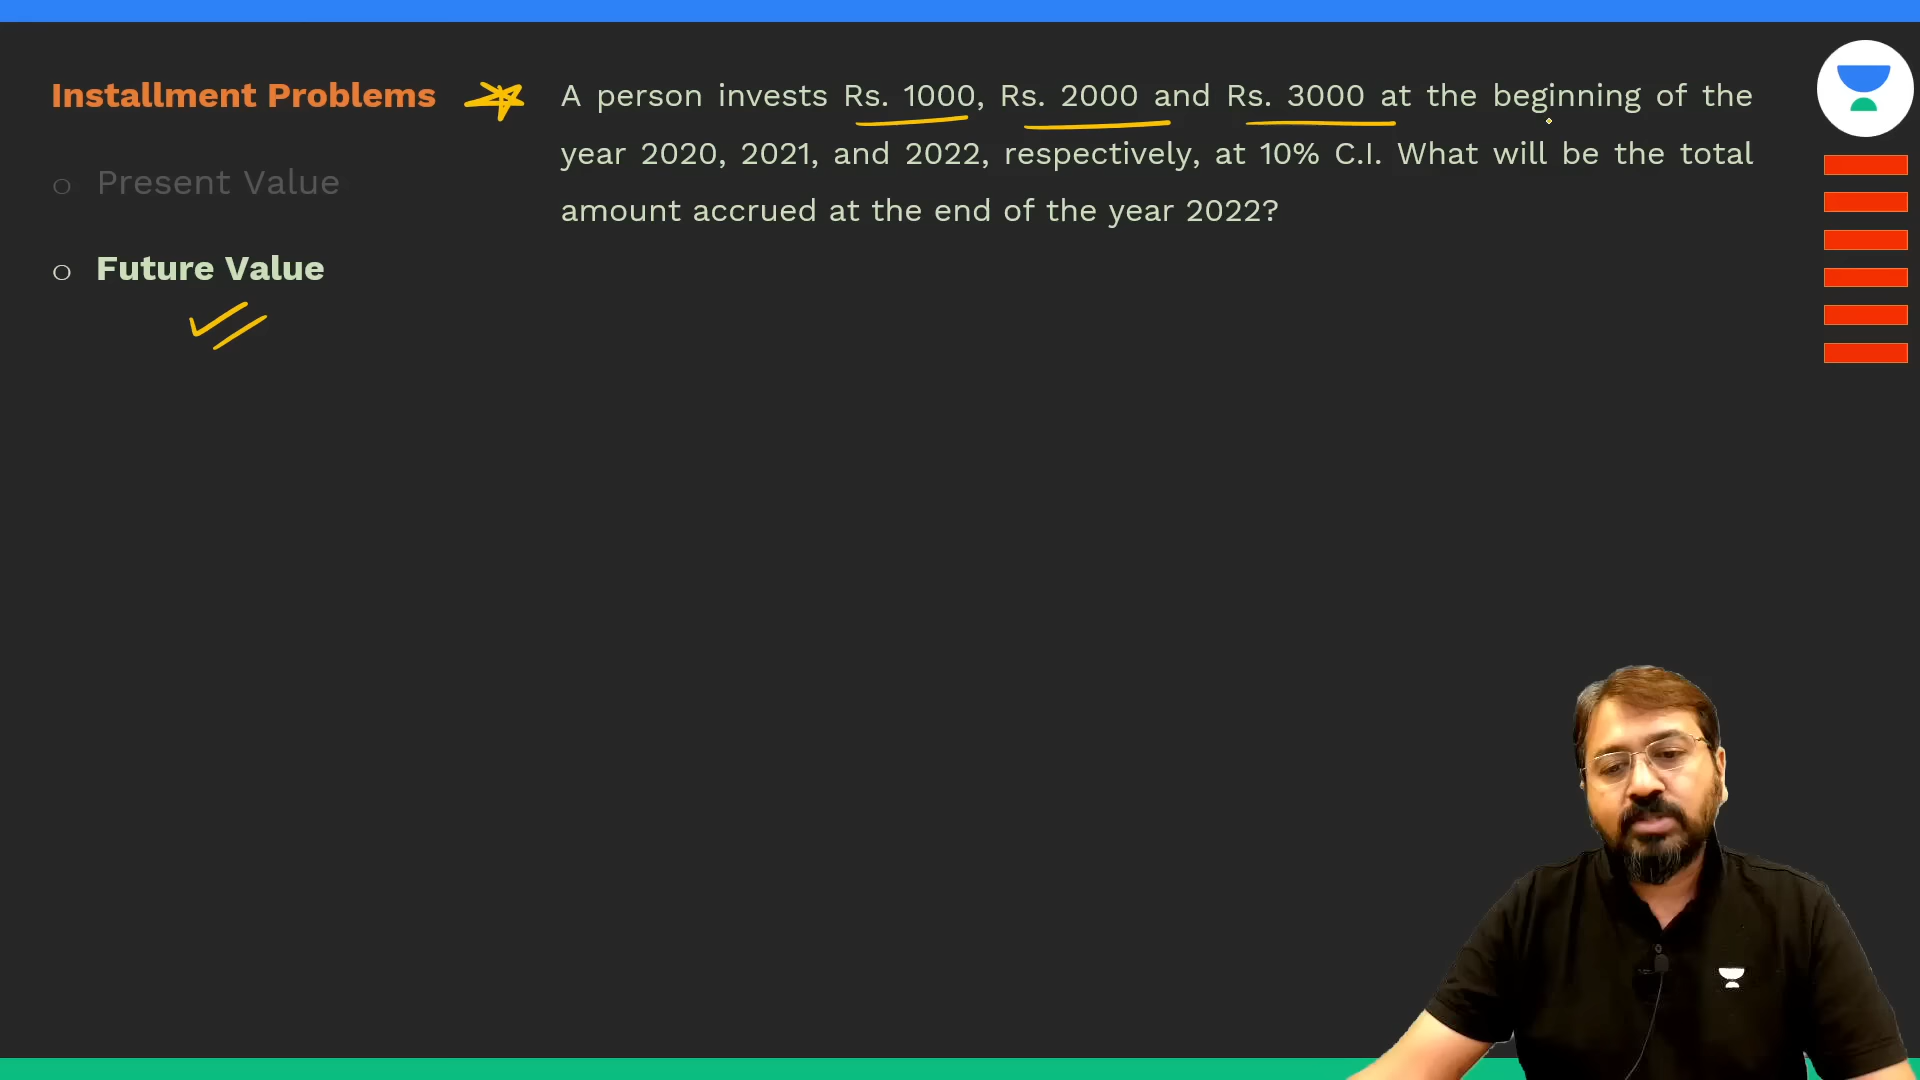 Installment Problems
Present Value
Future Value
A person invests Rs. 1000, Rs. 2000 and Rs. 3000 at the beginning of the
year 2020, 2021, and 2022, respectively, at 10% C.I. What will be the total
amount accrued at the end of the year 2022?